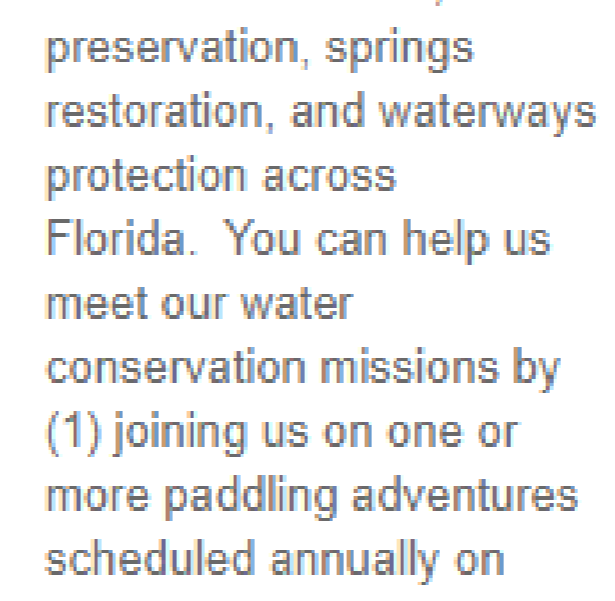 preservation, springs
restoration, and waterways
protection across
Florida.  You can help us
meet our water
conservation missions by
(1) joining us on one or
more paddling adventures
scheduled annually on